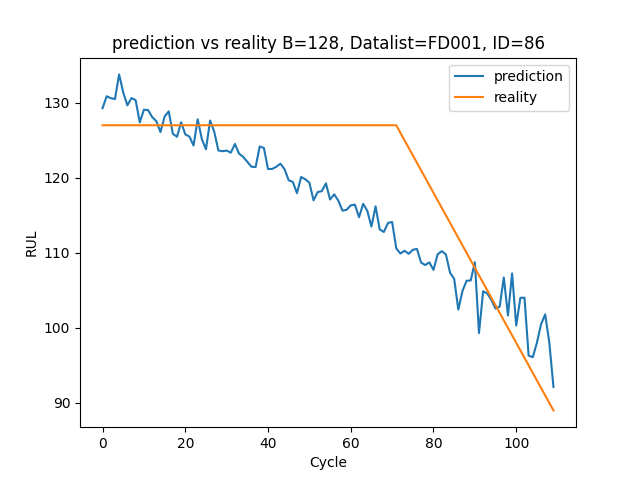 prediction vs reality B=128, Datalist=FD001, ID=86
prediction
reality
130
120
110
100
90
RUL
0 20 40 60 80 100
Cycle